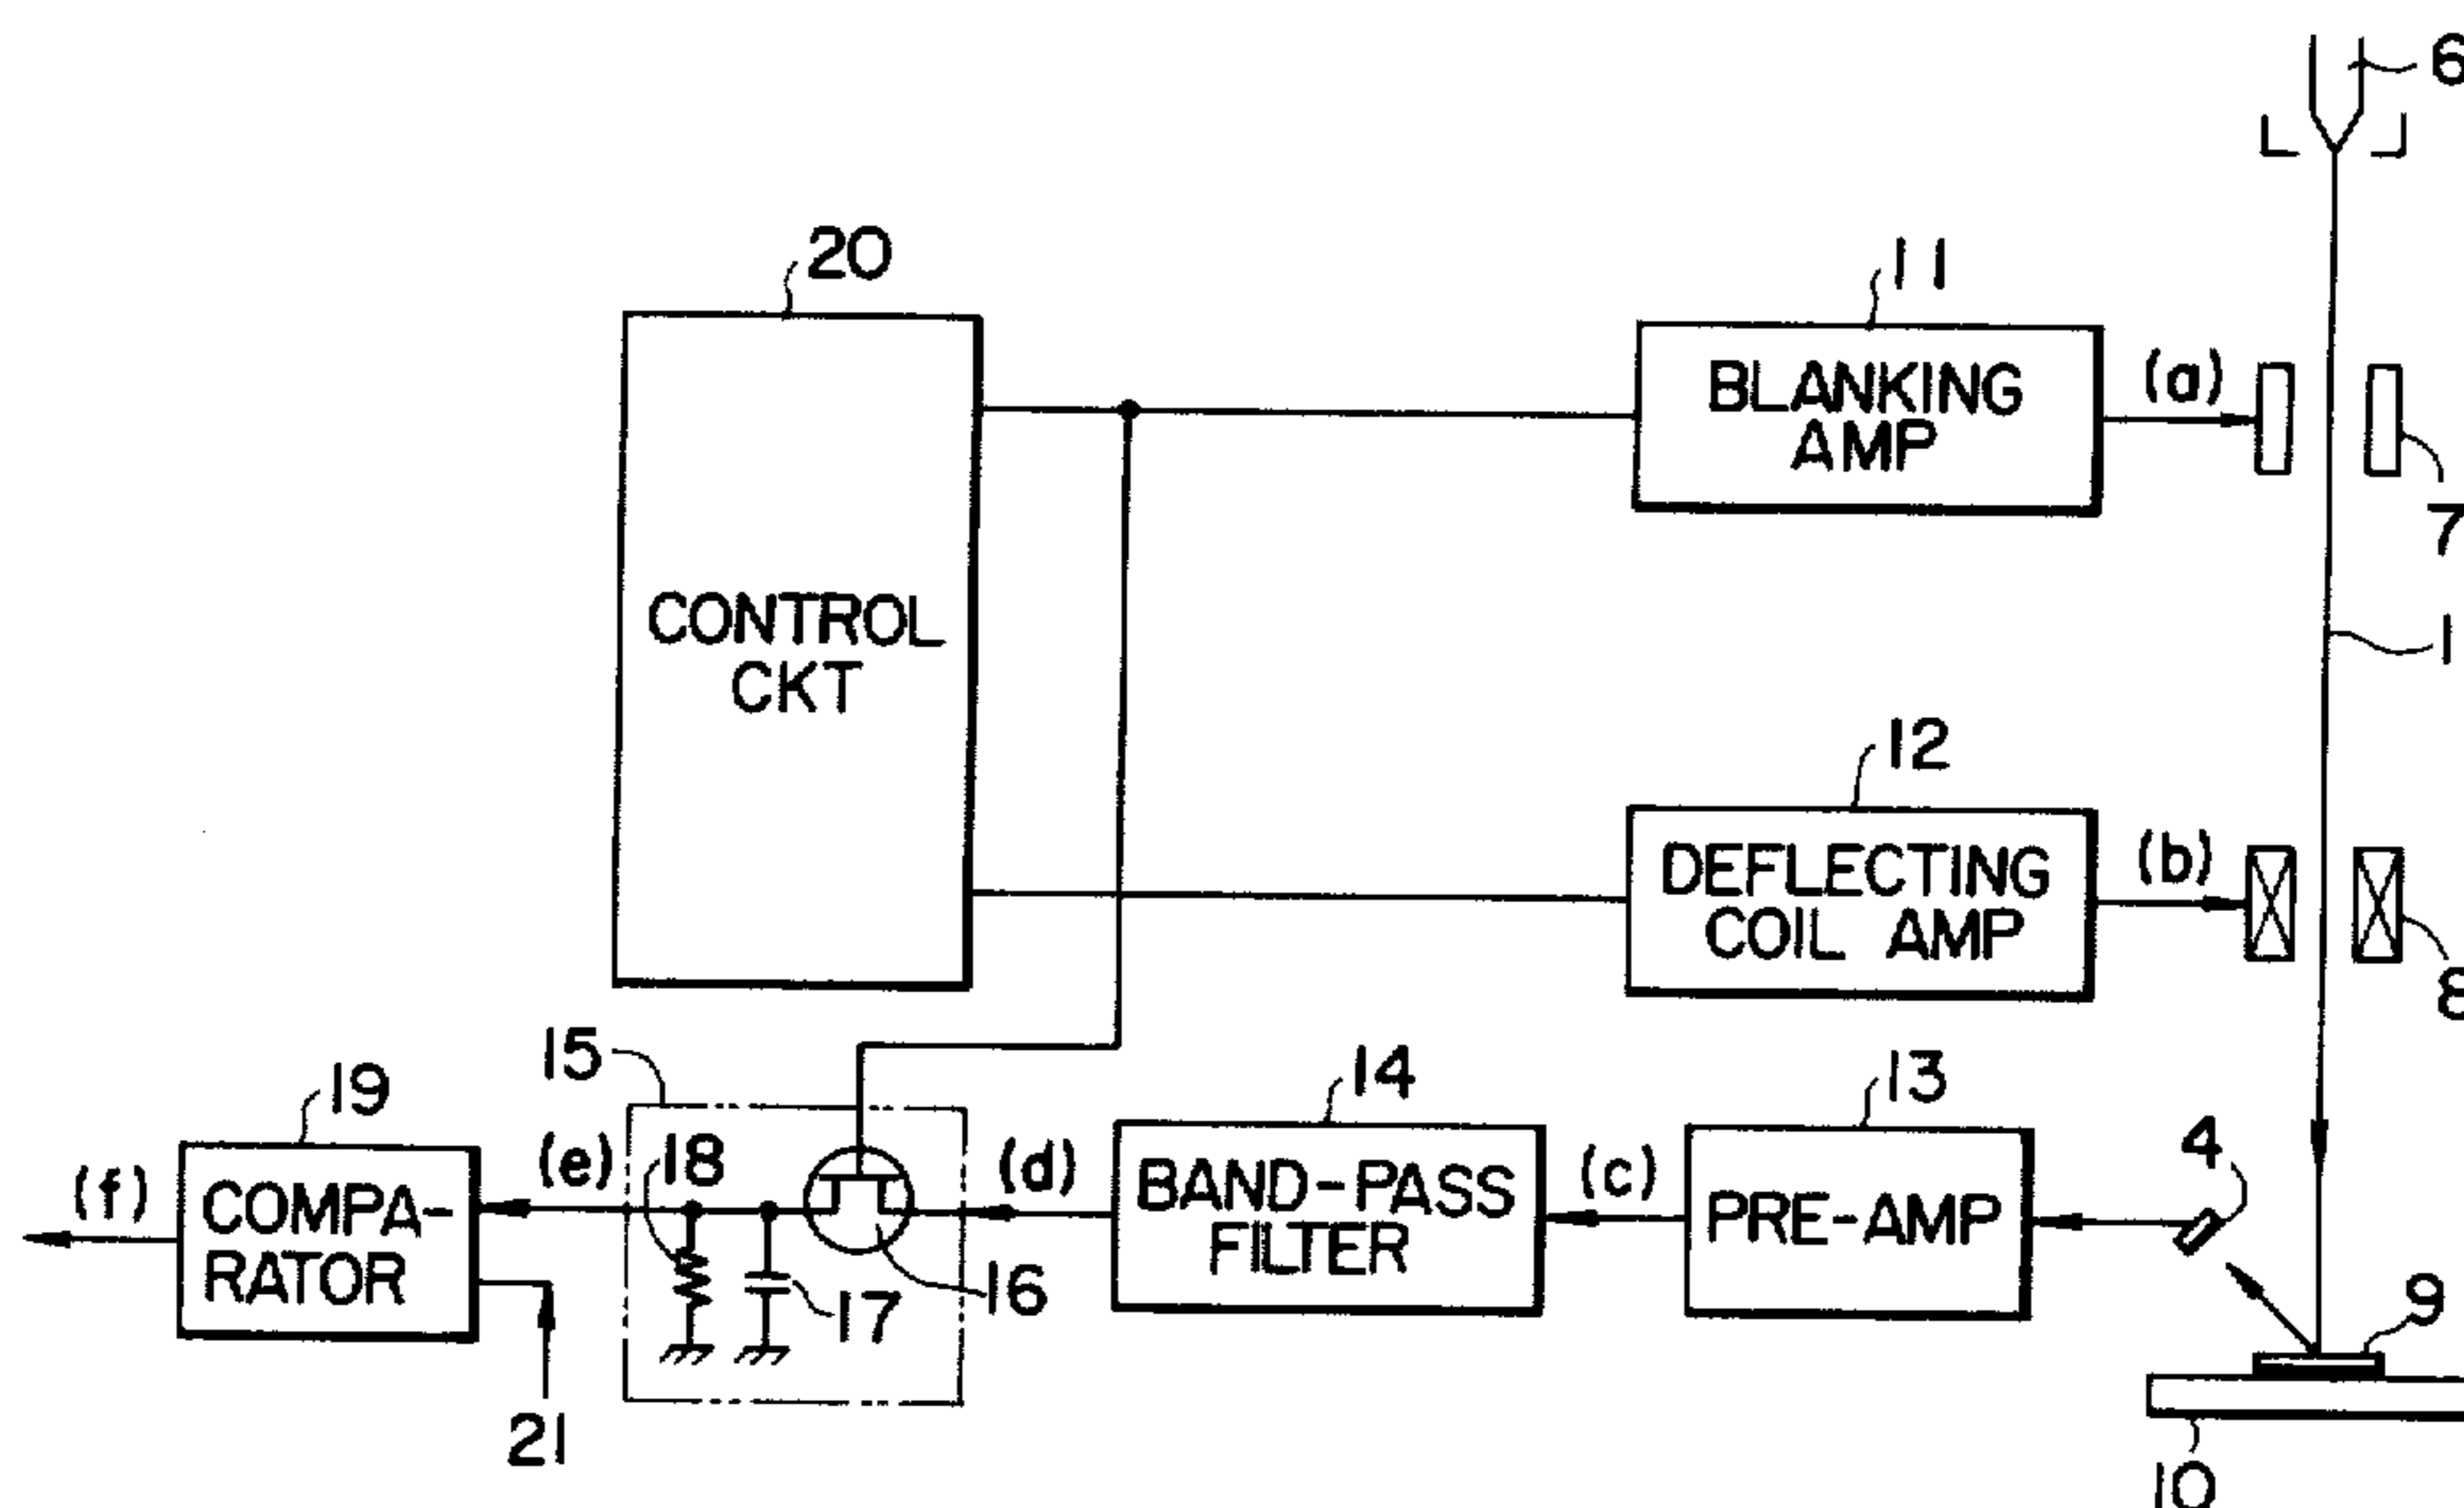 6
20
11
BLANKING
AMP
(a)
7
CONTROL
CKT
1
12
DEFLECTING
COIL AMP
(b)
8
15
19
14
13
4
(f)
COMPA-
RATOR
(e)
18
(d)
BAND-PASS
FILTER
(c)
PRE-AMP
16
17
9
21
10